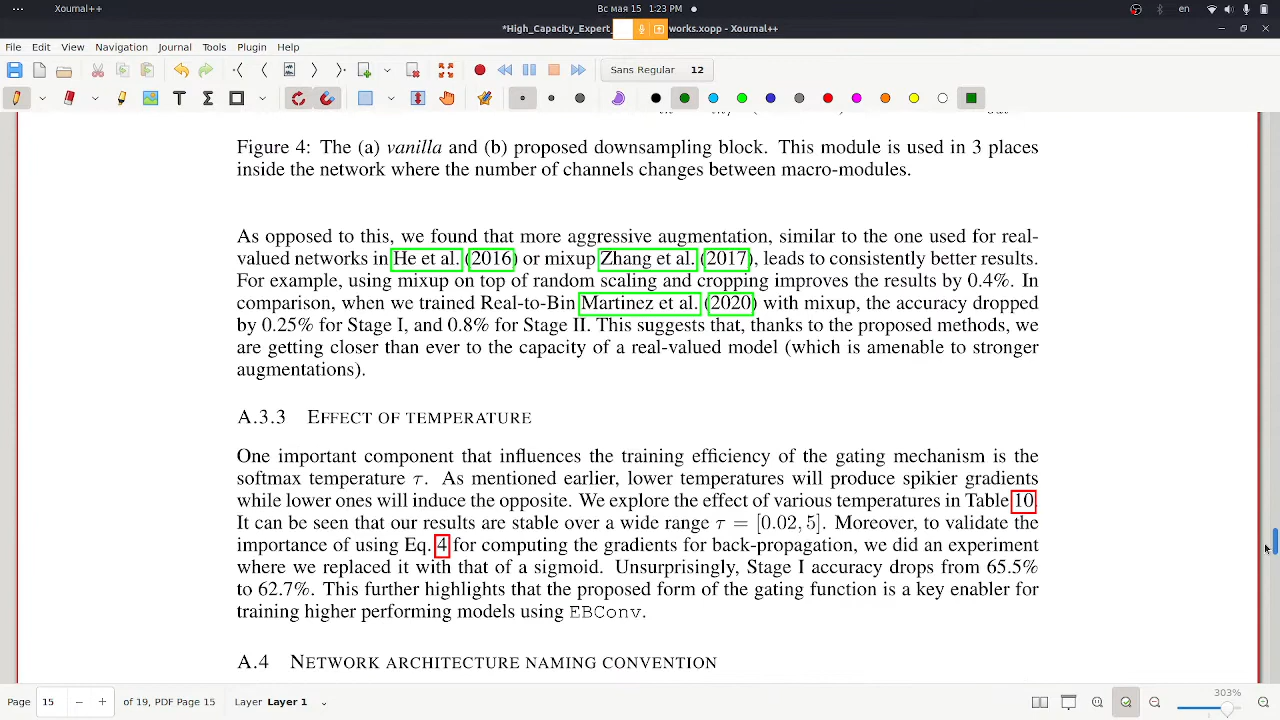 Xournal++
Вс мая 15 1:23 PM
en
*High_Capacity_Expert_
works.xopp - Xournal++
File Edit View Navigation Journal Tools Plugin Help
Sans Regular 12
Figure 4: The (a) vanilla and (b) proposed downsampling block. This module is used in 3 places
inside the network where the number of channels changes between macro-modules.
As opposed to this, we found that more aggressive augmentation, similar to the one used for real-
valued networks in He et al. (2016) or mixup Zhang et al. (2017), leads to consistently better results.
For example, using mixup on top of random scaling and cropping improves the results by 0.4%. In
comparison, when we trained Real-to-Bin Martinez et al. (2020) with mixup, the accuracy dropped
by 0.25% for Stage I, and 0.8% for Stage II. This suggests that, thanks to the proposed methods, we
are getting closer than ever to the capacity of a real-valued model (which is amenable to stronger
augmentations).
A.3.3 EFFECT OF TEMPERATURE
One important component that influences the training efficiency of the gating mechanism is the
softmax temperature τ. As mentioned earlier, lower temperatures will produce spikier gradients
while lower ones will induce the opposite. We explore the effect of various temperatures in Table 10
It can be seen that our results are stable over a wide range τ = [0.02, 5]. Moreover, to validate the
importance of using Eq. 4 for computing the gradients for back-propagation, we did an experiment
where we replaced it with that of a sigmoid. Unsurprisingly, Stage I accuracy drops from 65.5%
to 62.7%. This further highlights that the proposed form of the gating function is a key enabler for
training higher performing models using EBConv.
A.4 NETWORK ARCHITECTURE NAMING CONVENTION
Page 15 of 19, PDF Page 15 Layer Layer 1 303%